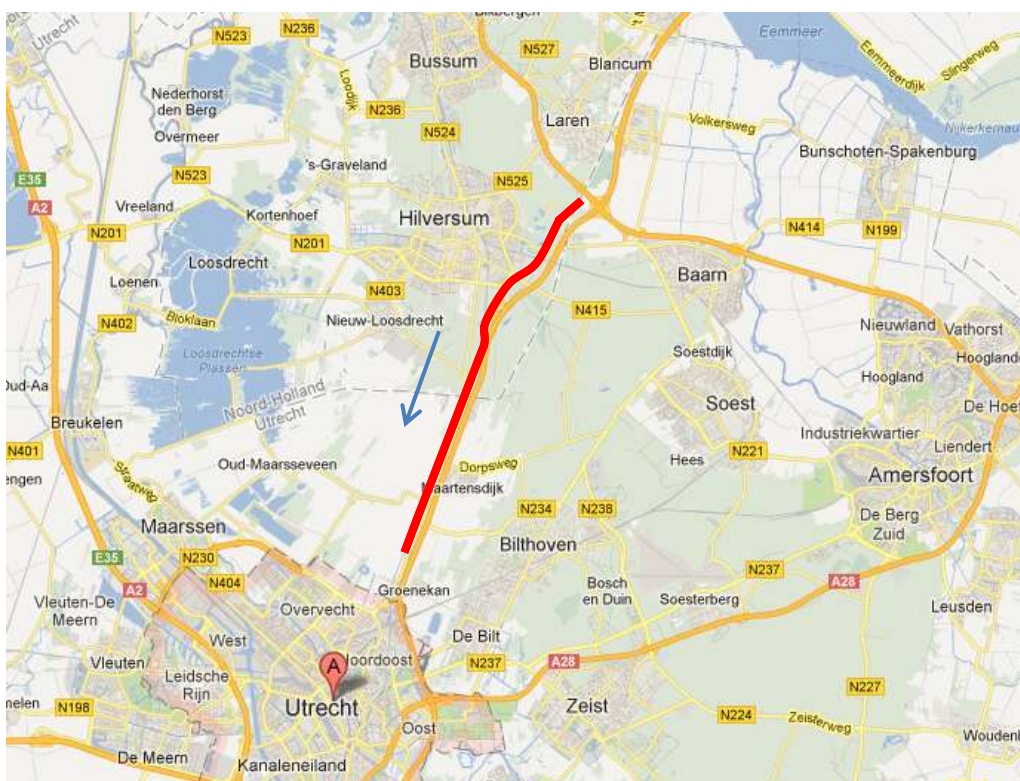 Bikbergen
Utrecht
N523
N236
N527
Bussum
Blaricum
Eemmeer
Slingerweg
Eemmeerdijk
Loodijk
Nederhorst
den Berg
N236
Overmeer
N524
Laren
Volkersweg
Nijkerkernauw
Bunschoten-Spakenburg
's-Graveland
N523
N525
E35
A2
Vreeland
Kortenhoef
Hilversum
N201
N201
N414
N199
Loosdrecht
Baarn
Loenen
N403
N415
N402
Bloklaan
Nieuw-Loosdrecht
Nieuwland
Vathorst
Loosdrechtse
Plassen
Soestdijk
Hooglande
Hoogland
Oud-Aa
Noord-Holland
Utrecht
Soest
De Hoef
Breukelen
Industriekwartier
Liendert
N401
N221
Oud-Maarsseveen
Dorpsweg
Hees
Amersfoort
engen
Straatweg
Maartensdijk
N234
N238
De Berg
Zuid
Maarssen
Bilthoven
E35
N230
A2
N404
N237
A28
Groenekan
Bosch
en Duin
Soesterberg
Vleuten-De
Meern
Overvecht
Leusden
West
De Bilt
Vleuten
Noordoost
N237
A28
Leidsche
Rijn
A
N227
melen
N198
Utrecht
Zeist
Oost
N224
Zeisterweg
Woudenb
De Meern
Kanaleneiland